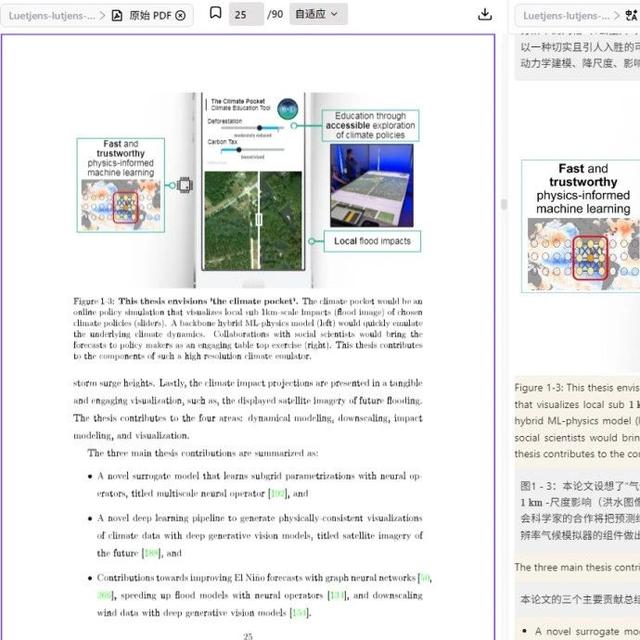 Luetjens-lutjens-...
原始 PDF
25 /90
自适应
The Climate Pocket
Climate Education Tool
Deforestation
moderately reduced
Carbon Tax
Education through
accessible exploration
of climate policies
Fast and
trustworthy
physics-informed
machine learning
Local flood impacts
Figure 1-3: This thesis envisions 'the climate pocket'. The climate pocket would be an
online policy simulation that visualizes local sub 1km-scale impacts (flood image) of chosen
climate policies (sliders). A backbone hybrid ML-physics model (left) would quickly emulate
the underlying climate dynamics. Collaborations with social scientists would bring the
forecasts to policy makers as an engaging table top exercise (right). This thesis contributes
to the components of such a high resolution climate emulator.
storm surge heights. Lastly, the climate impact projections are presented in a tangible
and engaging visualization, such as, the displayed satellite imagery of future flooding.
The thesis contributes to the four areas: dynamical modeling, downscaling, impact
modeling, and visualization.
The three main thesis contributions are summarized as:
• A novel surrogate model that learns subgrid parametrizations with neural op-
erators, titled multiscale neural operator [192], and
• A novel deep learning pipeline to generate physically-consistent visualizations
of climate data with deep generative vision models, titled satellite imagery of
the future [188], and
• Contributions towards improving El Niño forecasts with graph neural networks [50,
266], speeding up flood models with neural operators [134], and downscaling
wind data with deep generative vision models [154].
25
Luetjens-lutjens-...
以一种切实且引人入胜的
动力学建模、降尺度、影
Fast and
trustworthy
physics-informed
machine learning
Figure 1-3: This thesis envis
that visualizes local sub 1
hybrid ML-physics model (
social scientists would brin
thesis contributes to the co
图1 - 3：本论文设想了"气
1 km -尺度影响（洪水图像
会科学家的合作将把预测
辨率气候模拟器的组件做出
The three main thesis contri
本论文的三个主要贡献总
• A novel surrogate mo